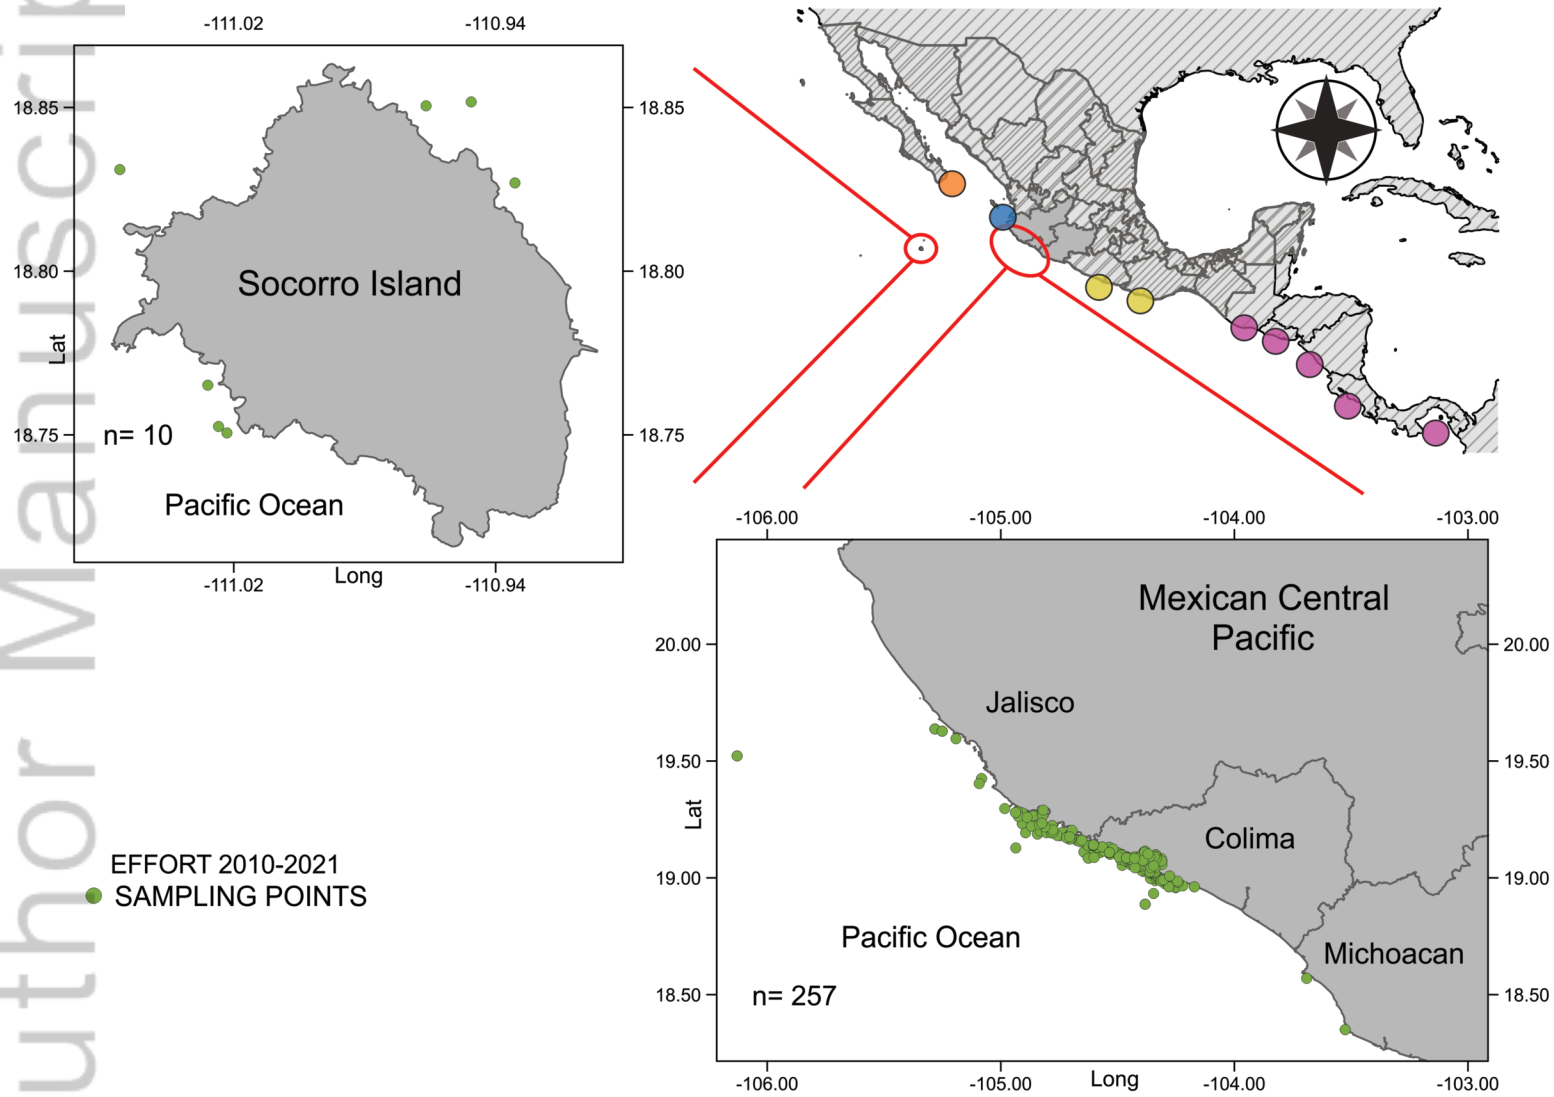 -111.02
-110.94
18.85
18.85
18.80
18.80
18.75
18.75
Lat
Socorro Island
n= 10
Pacific Ocean
-111.02
Long
-110.94
-106.00
-105.00
-104.00
-103.00
Mexican Central
Pacific
20.00
20.00
Jalisco
19.50
19.50
Lat
Colima
19.00
19.00
Pacific Ocean
Michoacan
n= 257
18.50
18.50
-106.00
-105.00
Long
-104.00
-103.00
EFFORT 2010-2021
SAMPLING POINTS
uthor Manuscrip